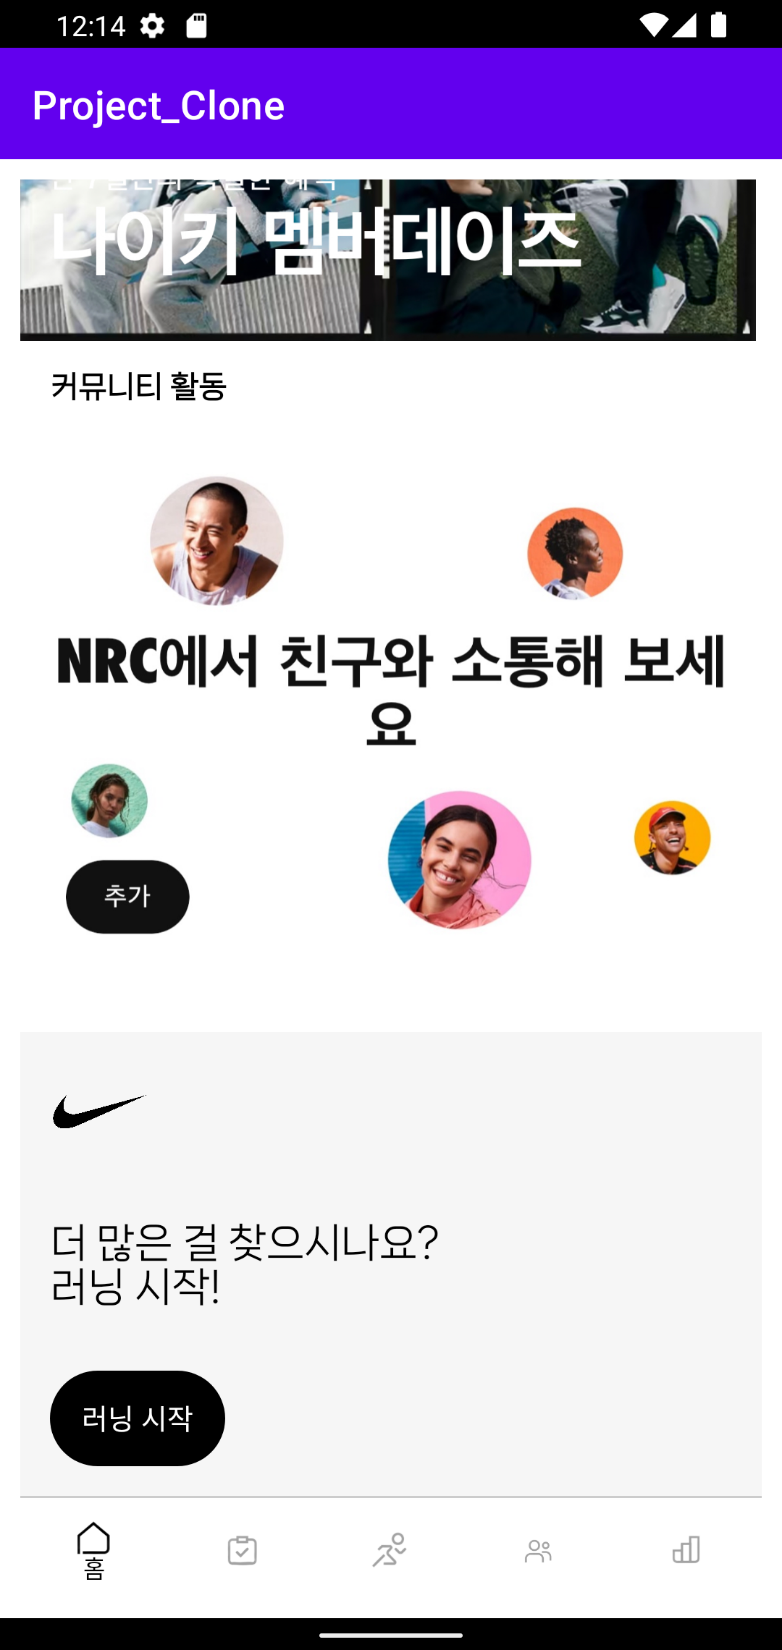 12:14
Project_Clone
나이키 멤버데이즈
커뮤니티 활동
NRC에서 친구와 소통해 보세
요
추가
더 많은 걸 찾으시나요?
러닝 시작!
러닝 시작
홈